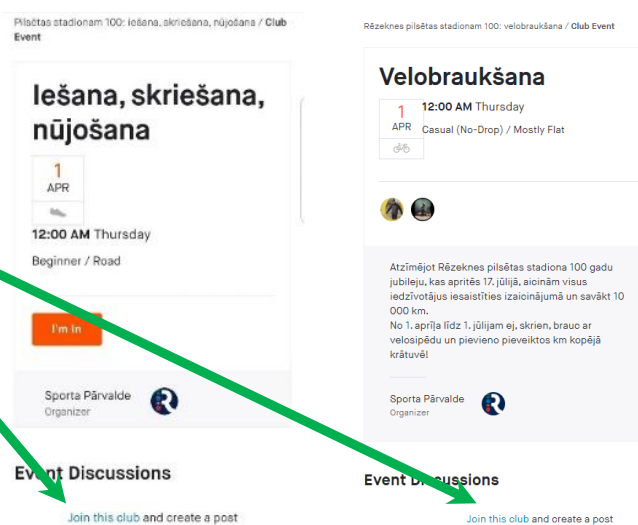 Pilsētas stadionam 100: iešana, skriešana, nūjošana / Club
Event
Iešana, skriešana,
nūjošana
1
APR
12:00 AM Thursday
Beginner / Road
I'm in
Sporta Pārvalde
Organizer
Event Discussions
Join this club and create a post
Rēzeknes pilsētas stadionam 100: velobraukšana / Club Event
Velobraukšana
1
APR
12:00 AM Thursday
Casual (No-Drop) / Mostly Flat
Atzīmējot Rēzeknes pilsētas stadiona 100 gadu
jubileju, kas apritēs 17. jūlijā, aicinām visus
iedzīvotājus iesaistīties izaicinājumā un savākt 10
000 km.
No 1. aprīļa līdz 1. jūlijam ej, skrien, brauc ar
velosipēdu un pievieno pieveiktos km kopējā
krātuvē!
Sporta Pārvalde
Organizer
Event Discussions
Join this club and create a post